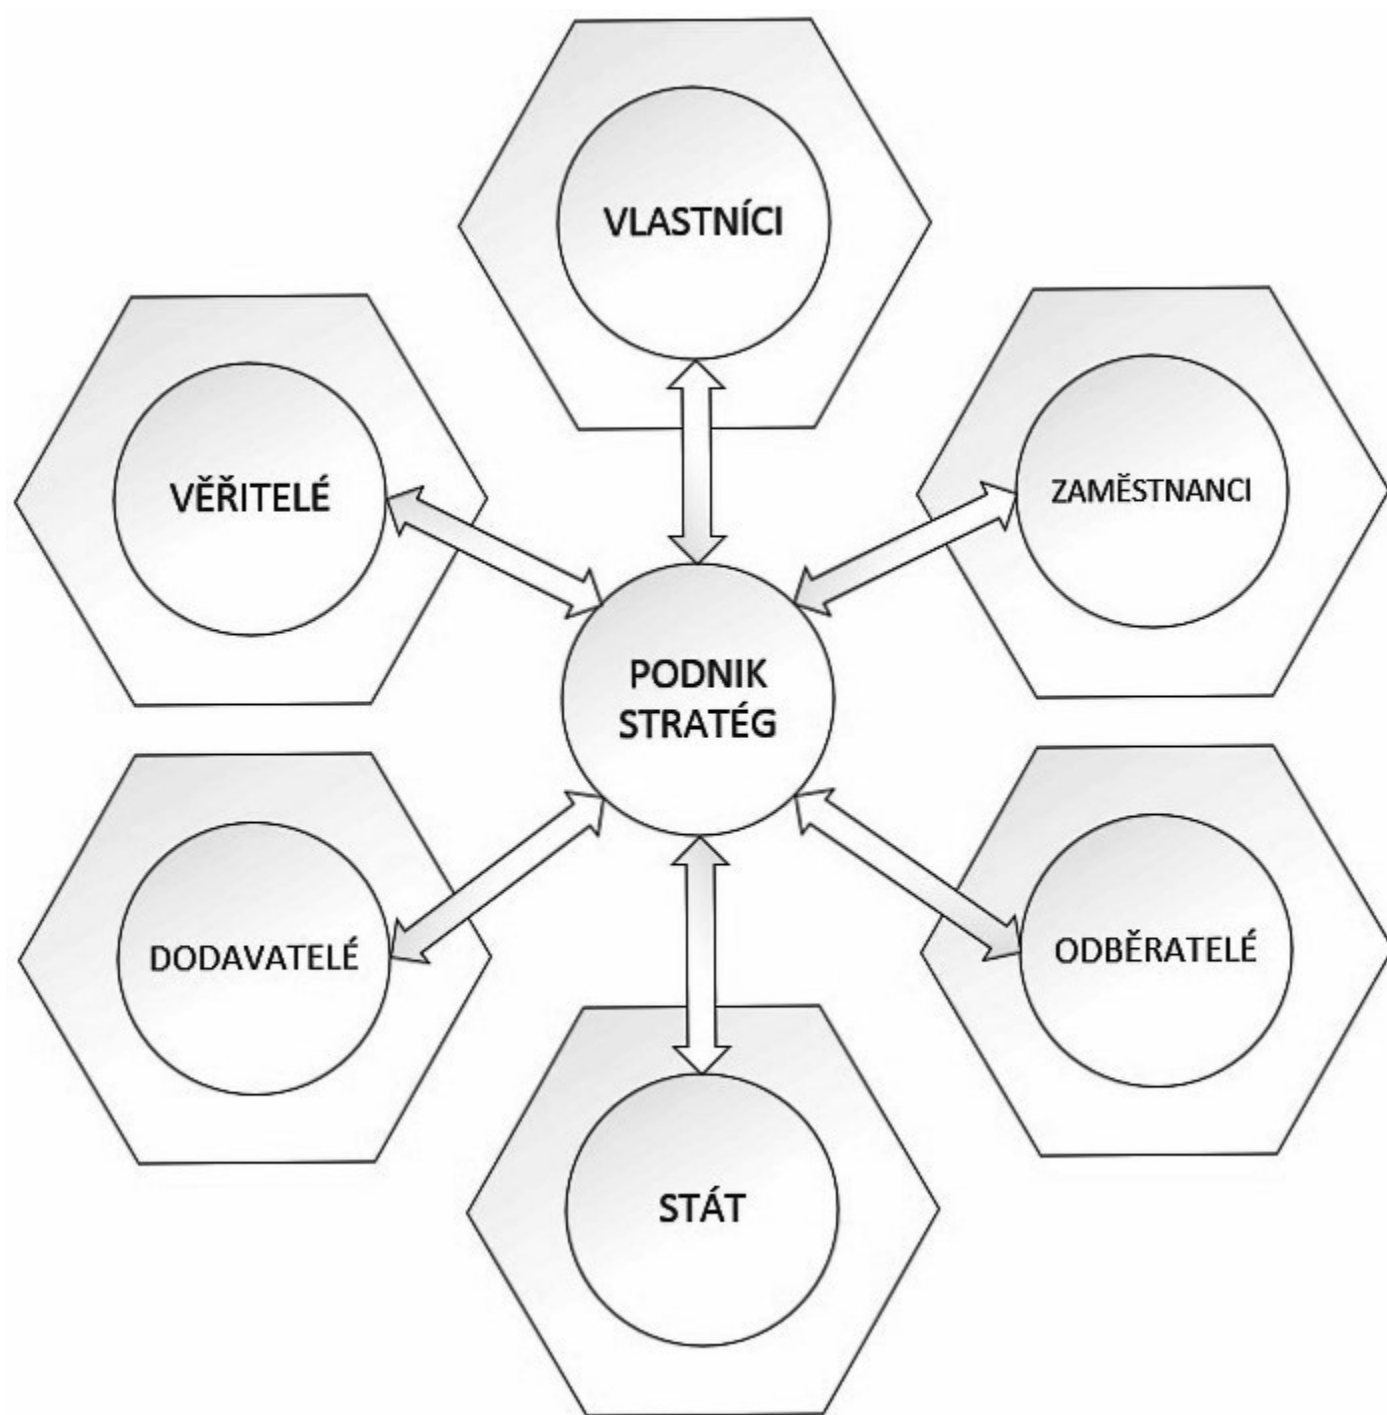 VLASTNÍCI
VĚŘITELÉ
ZAMĚSTNANCI
PODNIK
STRATÉG
DODAVATELÉ
ODBĚRATELÉ
STÁT